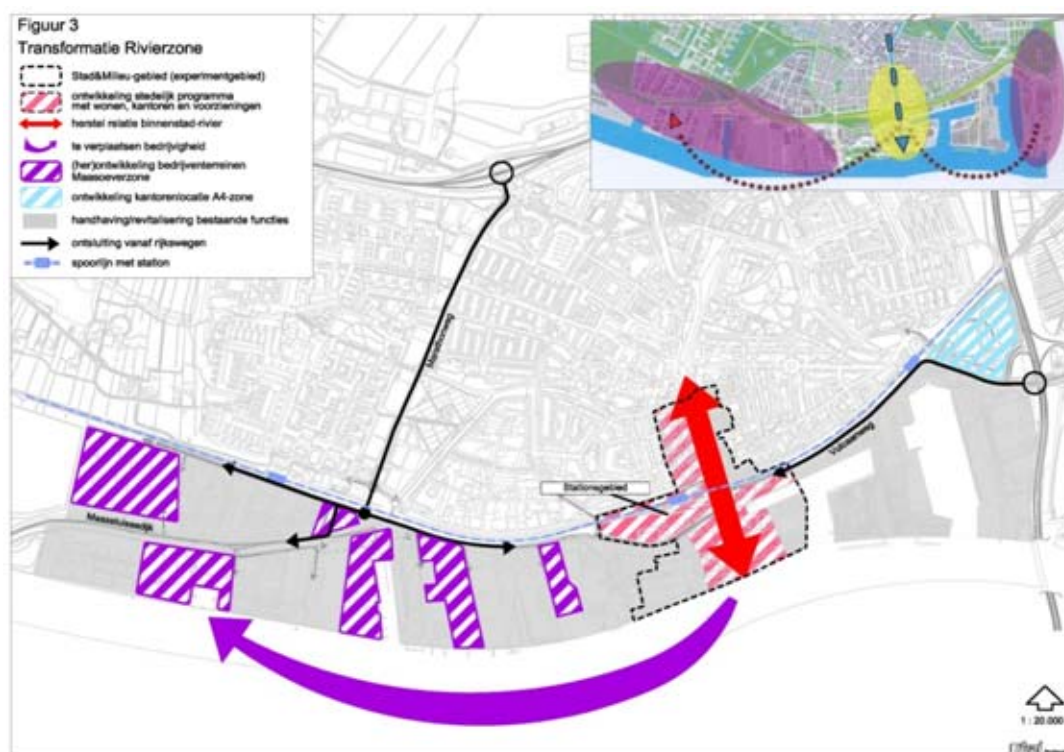 Figuur 3
Transformatie Rivierzone
Stad&Milieu-gebied (experimentgebied)
ontwikkeling stedelijk programma
met wonen, kantoren en voorzieningen
herstel relatie binnenstad-rivier
te verplaatsen bedrijvigheid
(her)ontwikkeling bedrijventerreinen
Maasoeverzone
ontwikkeling kantorenlocatie A4-zone
handhaving/revitalisering bestaande functies
ontsluiting vanaf rijkswegen
spoorlijn met station
Marathonweg
Vulcaanweg
Stationsgebied
Maassluissedijk
1 : 20.000